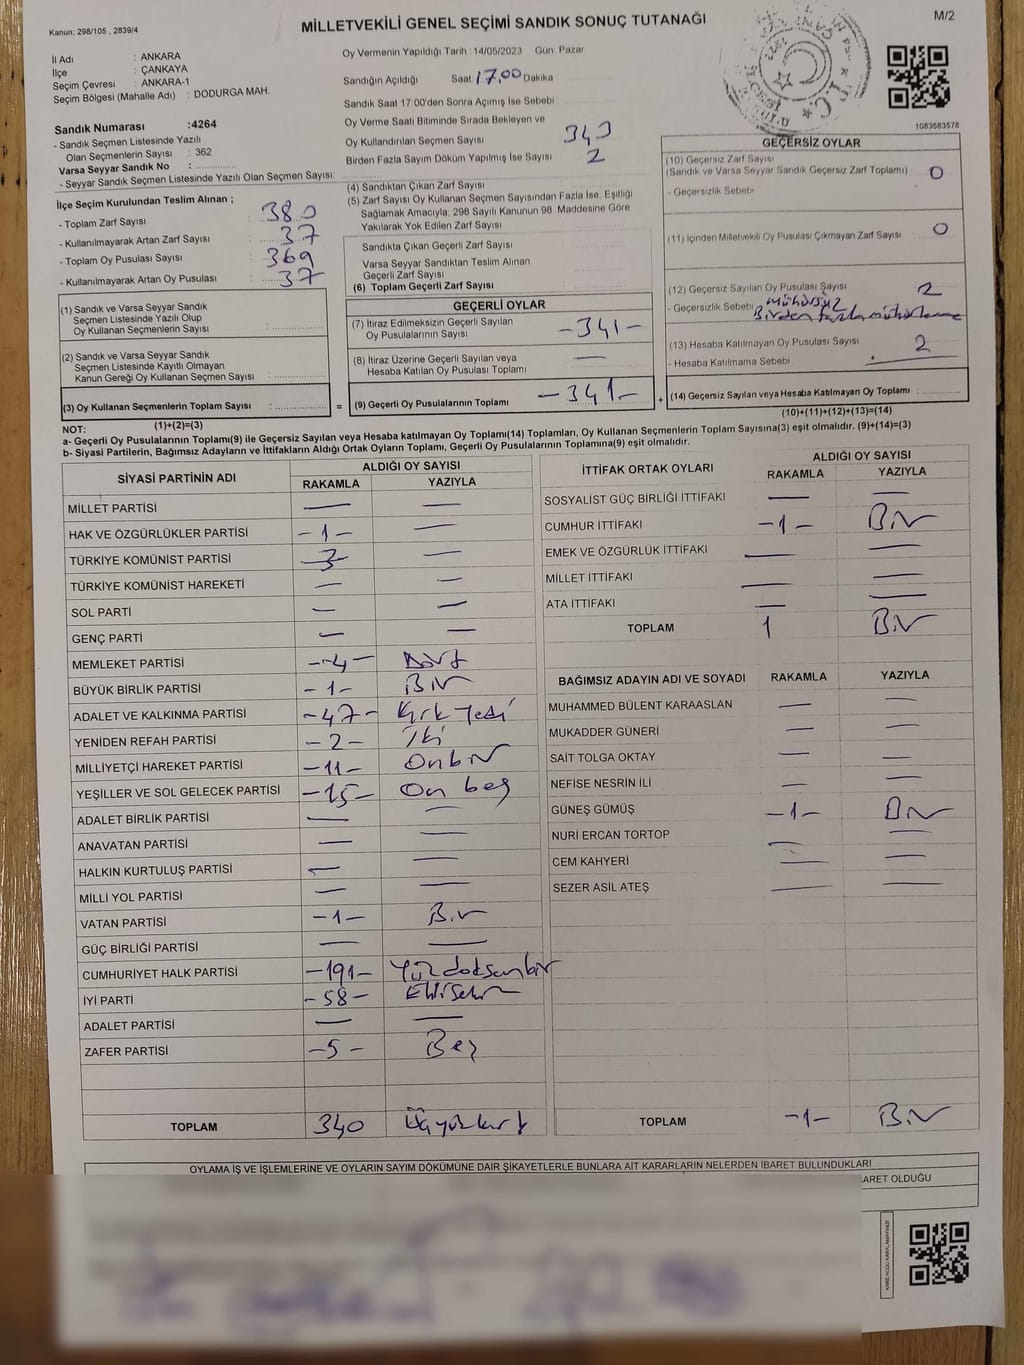 Kanun; 298/105 , 2839/4
MİLLETVEKİLİ GENEL SEÇİMİ SANDIK SONUÇ TUTANAĞI
M/2
İl Adı : ANKARA
İlçe : ÇANKAYA
Seçim Çevresi : ANKARA-1
Seçim Bölgesi (Mahalle Adı) : DODURGA MAH.
Oy Vermenin Yapıldığı Tarih : 14/05/2023 Gün: Pazar
Sandığın Açıldığı Saat 17,00 Dakika
Sandık Saat 17:00'den Sonra Açılmış İse Sebebi
Oy Verme Saati Bitiminde Sırada Bekleyen ve
Oy Kullandırılan Seçmen Sayısı 343
Birden Fazla Sayım Döküm Yapılmış İse Sayısı 2
1083663578
Sandık Numarası :4264
- Sandık Seçmen Listesinde Yazılı
Olan Seçmenlerin Sayısı : 362
Varsa Seyyar Sandık No :
- Seyyar Sandık Seçmen Listesinde Yazılı Olan Seçmen Sayısı:
İlçe Seçim Kurulundan Teslim Alınan ;
- Toplam Zarf Sayısı : 380
- Kullanılmayarak Artan Zarf Sayısı : 37
- Toplam Oy Pusulası Sayısı : 369
- Kullanılmayarak Artan Oy Pusulası : 37
(1) Sandık ve Varsa Seyyar Sandık
Seçmen Listesinde Yazılı Olup
Oy Kullanan Seçmenlerin Sayısı :
(2) Sandık ve Varsa Seyyar Sandık
Seçmen Listesinde Kayıtlı Olmayan
Kanun Gereği Oy Kullanan Seçmen Sayısı :
(3) Oy Kullanan Seçmenlerin Toplam Sayısı :
(4) Sandıktan Çıkan Zarf Sayısı
(5) Zarf Sayısı Oy Kullanan Seçmen Sayısından Fazla İse, Eşitliği
Sağlamak Amacıyla; 298 Sayılı Kanunun 98. Maddesine Göre
Yakılarak Yok Edilen Zarf Sayısı
Sandıkta Çıkan Geçerli Zarf Sayısı
Varsa Seyyar Sandıktan Teslim Alınan
Geçerli Zarf Sayısı
(6) Toplam Geçerli Zarf Sayısı
GEÇERLİ OYLAR
(7) İtiraz Edilmeksizin Geçerli Sayılan
Oy Pusulalarının Sayısı -341-
(8) İtiraz Üzerine Geçerli Sayılan veya
Hesaba Katılan Oy Pusulası Toplamı —
= (9) Geçerli Oy Pusulalarının Toplamı -341-
GEÇERSİZ OYLAR
(10) Geçersiz Zarf Sayısı
(Sandık ve Varsa Seyyar Sandık Geçersiz Zarf Toplamı) : 0
- Geçersizlik Sebebi
(11) İçinden Milletvekili Oy Pusulası Çıkmayan Zarf Sayısı 0
(12) Geçersiz Sayılan Oy Pusulası Sayısı 2
- Geçersizlik Sebebi : mühürsüz
Birden fazla mühürleme
(13) Hesaba Katılmayan Oy Pusulası Sayısı 2
- Hesaba Katılmama Sebebi
+ (14) Geçersiz Sayılan veya Hesaba Katılmayan Oy Toplamı :
(10)+(11)+(12)+(13)=(14)
NOT: (1)+(2)=(3)
a- Geçerli Oy Pusulalarının Toplamı(9) ile Geçersiz Sayılan veya Hesaba katılmayan Oy Toplamı(14) Toplamları, Oy Kullanan Seçmenlerin Toplam Sayısına(3) eşit olmalıdır. (9)+(14)=(3)
b- Siyasi Partilerin, Bağımsız Adayların ve İttifakların Aldığı Ortak Oyların Toplamı, Geçerli Oy Pusulalarının Toplamına(9) eşit olmalıdır.
SİYASİ PARTİNİN ADI ALDIĞI OY SAYISI
RAKAMLA YAZIYLA
MİLLET PARTİSİ — —
HAK VE ÖZGÜRLÜKLER PARTİSİ -1- —
TÜRKİYE KOMÜNİST PARTİSİ 3 —
TÜRKİYE KOMÜNİST HAREKETİ — —
SOL PARTİ — —
GENÇ PARTİ — —
MEMLEKET PARTİSİ -4- Dört
BÜYÜK BİRLİK PARTİSİ -1- Bir
ADALET VE KALKINMA PARTİSİ -47- Kırk Yedi
YENİDEN REFAH PARTİSİ -2- İki
MİLLİYETÇİ HAREKET PARTİSİ -11- Onbir
YEŞİLLER VE SOL GELECEK PARTİSİ -15- On beş
ADALET BİRLİK PARTİSİ — —
ANAVATAN PARTİSİ — —
HALKIN KURTULUŞ PARTİSİ — —
MİLLİ YOL PARTİSİ — —
VATAN PARTİSİ -1- Bir
GÜÇ BİRLİĞİ PARTİSİ — —
CUMHURİYET HALK PARTİSİ -191- Yüzdoksanbir
İYİ PARTİ -58- Ellisekiz
ADALET PARTİSİ — —
ZAFER PARTİSİ -5- Beş
TOPLAM 340 Üçyüzkırk
İTTİFAK ORTAK OYLARI ALDIĞI OY SAYISI
RAKAMLA YAZIYLA
SOSYALİST GÜÇ BİRLİĞİ İTTİFAKI — —
CUMHUR İTTİFAKI -1- Bir
EMEK VE ÖZGÜRLÜK İTTİFAKI — —
MİLLET İTTİFAKI — —
ATA İTTİFAKI — —
TOPLAM 1 Bir
BAĞIMSIZ ADAYIN ADI VE SOYADI RAKAMLA YAZIYLA
MUHAMMED BÜLENT KARAASLAN — —
MUKADDER GÜNERİ — —
SAİT TOLGA OKTAY — —
NEFİSE NESRİN İLİ — —
GÜNEŞ GÜMÜŞ -1- Bir
NURİ ERCAN TORTOP — —
CEM KAHYERİ — —
SEZER ASİL ATEŞ — —
TOPLAM -1- Bir
OYLAMA İŞ VE İŞLEMLERİNE VE OYLARIN SAYIM DÖKÜMÜNE DAİR ŞİKAYETLERLE BUNLARA AİT KARARLARIN NELERDEN İBARET BULUNDUKLARI
ARET OLDUĞU